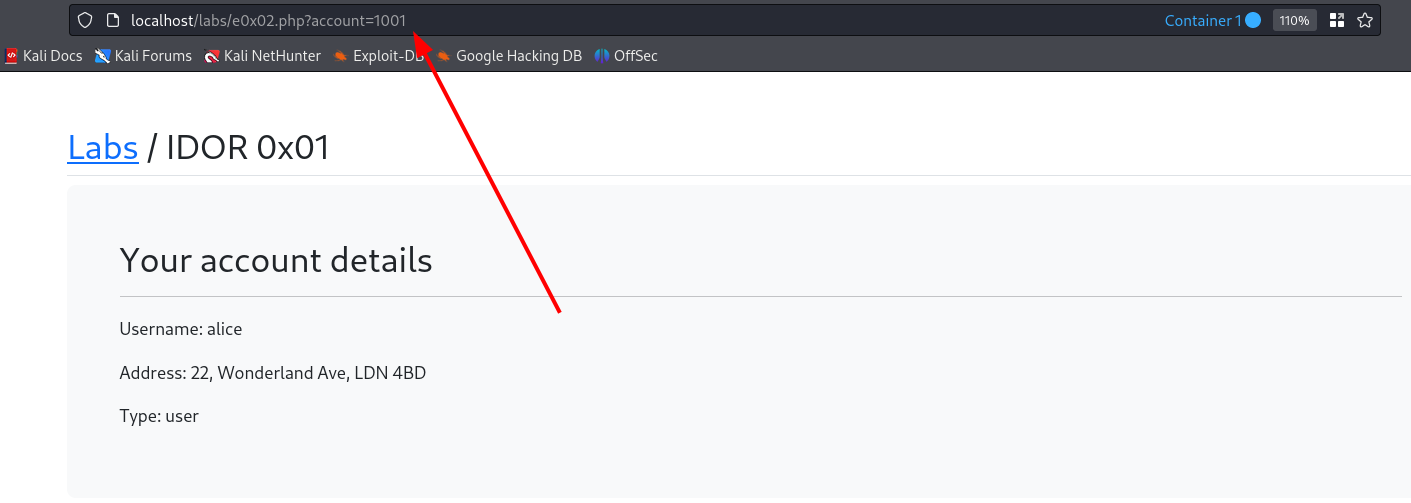 localhost/labs/e0x02.php?account=1001 Container 1 110%
Kali Docs Kali Forums Kali NetHunter Exploit-DB Google Hacking DB OffSec
Labs / IDOR 0x01
Your account details
Username: alice
Address: 22, Wonderland Ave, LDN 4BD
Type: user